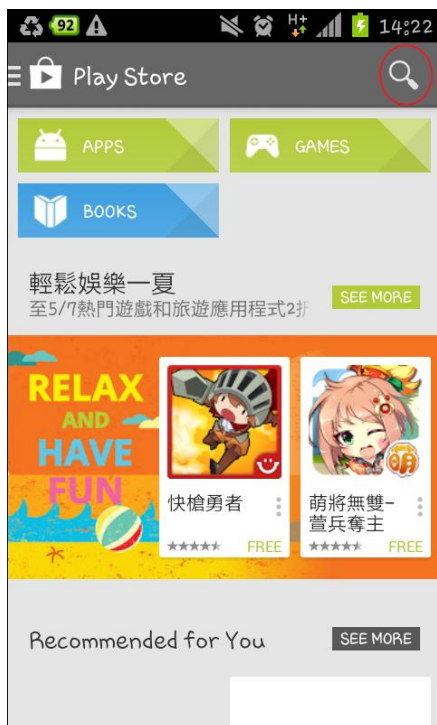 92
H+
14:22
Play Store
APPS
GAMES
BOOKS
輕鬆娛樂一夏
至5/7熱門遊戲和旅遊應用程式2折
SEE MORE
RELAX
AND
HAVE
FUN
萌
快槍勇者
FREE
萌將無雙-
萱兵奪主
FREE
Recommended for You
SEE MORE